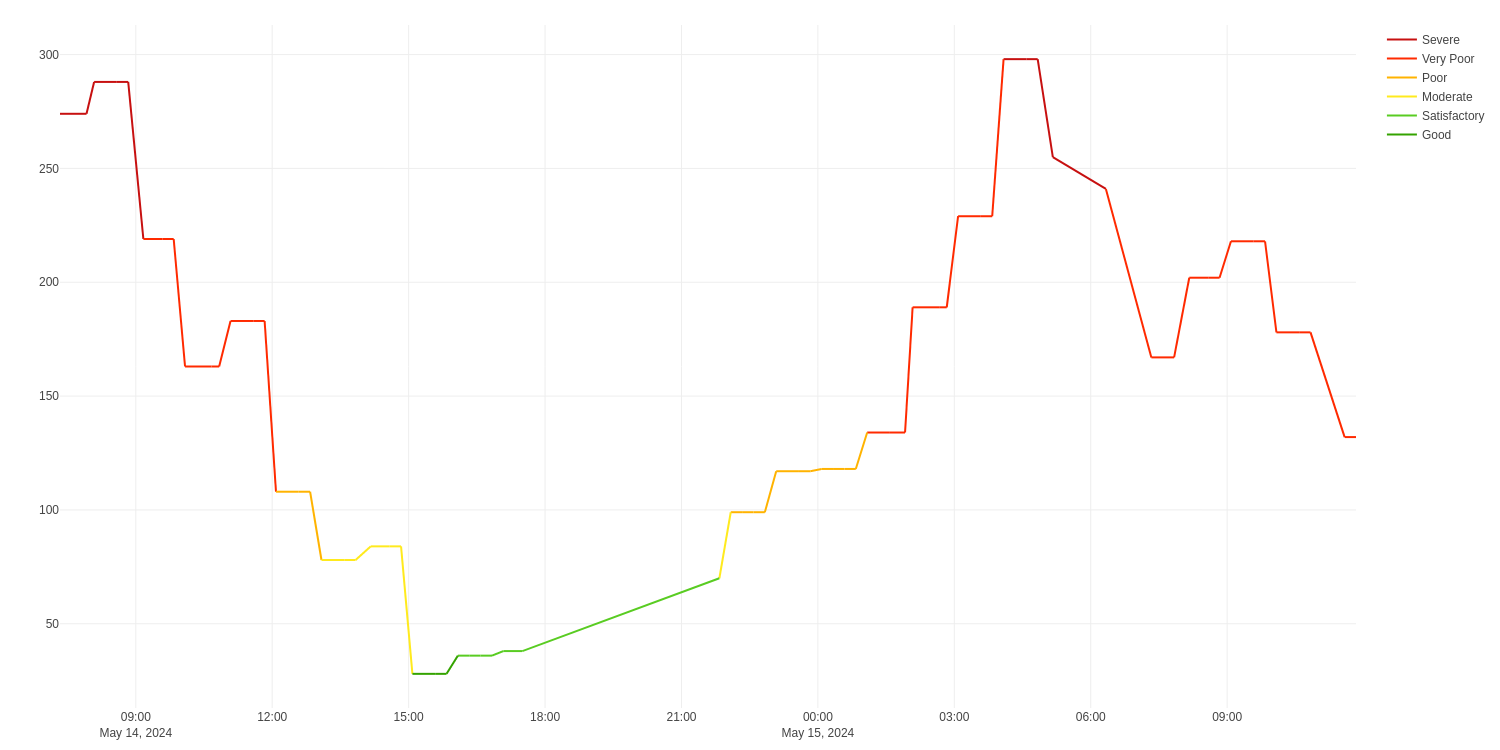 300
250
200
150
100
50
09:00
May 14, 2024
12:00
15:00
18:00
21:00
00:00
May 15, 2024
03:00
06:00
09:00
Severe
Very Poor
Poor
Moderate
Satisfactory
Good